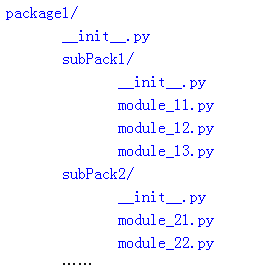 package1/
__init__.py
subPack1/
__init__.py
module_11.py
module_12.py
module_13.py
subPack2/
__init__.py
module_21.py
module_22.py
……